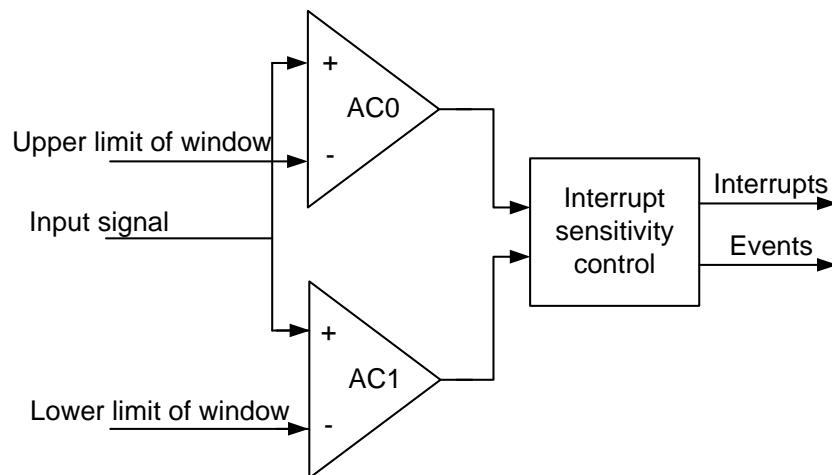 +
AC0
Upper limit of window
-
Input signal
Interrupt
sensitivity
control
Interrupts
Events
+
AC1
Lower limit of window
-